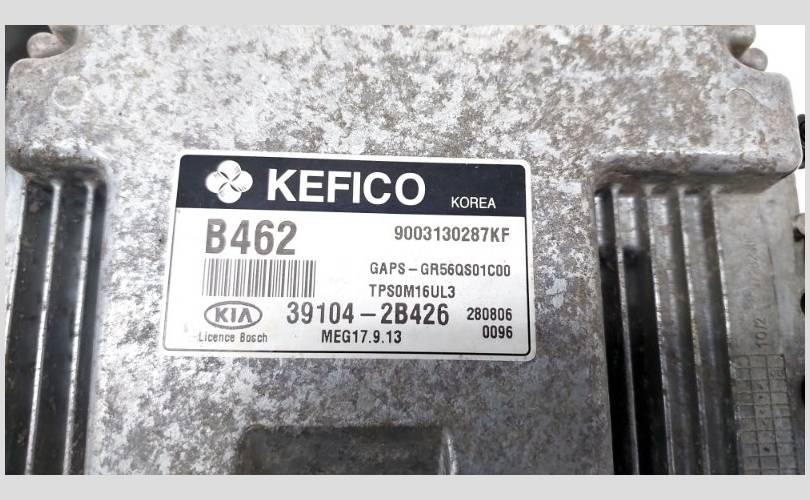 KEFICO KOREA
B462 9003130287KF
GAPS-GR56QS01C00
TPS0M16UL3
KIA 39104-2B426 280806
Licence Bosch MEG17.9.13 0096